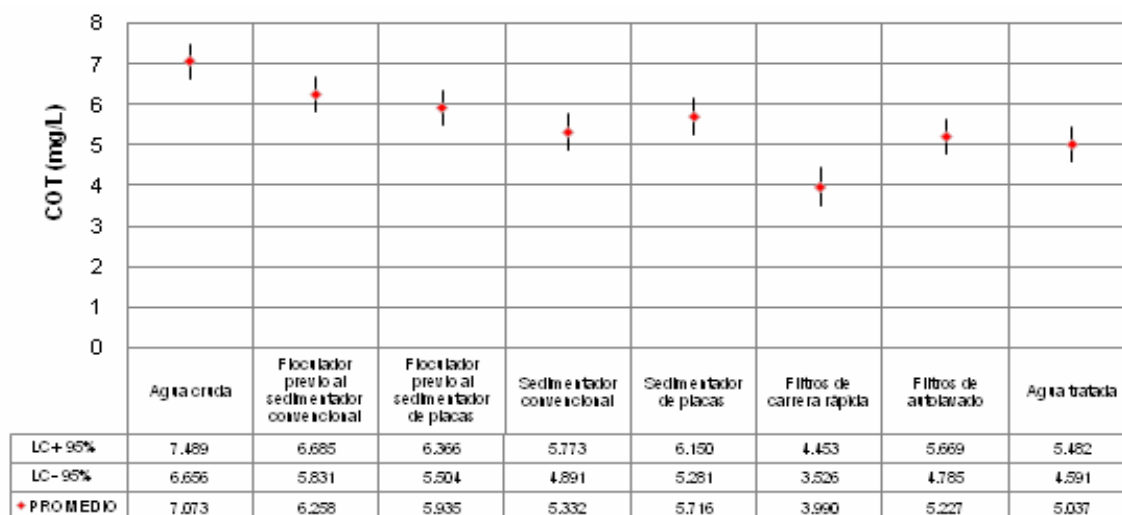 8
7
6
5
4
3
2
1
0
COT (mg/L)
Agua cruda
Floculador
previo al
sedimentador
convencional
Floculador
previo al
sedimentador
de placas
Sedimentador
convencional
Sedimentador
de placas
Filtros de
carrera rápida
Filtros de
autolavado
Agua tratada
LC+ 95% 7.489 6.685 6.366 5.773 6.150 4.453 5.669 5.482
LC- 95% 6.656 5.831 5.504 4.891 5.281 3.526 4.785 4.591
PROMEDIO 7.073 6.258 5.935 5.332 5.716 3.990 5.227 5.037